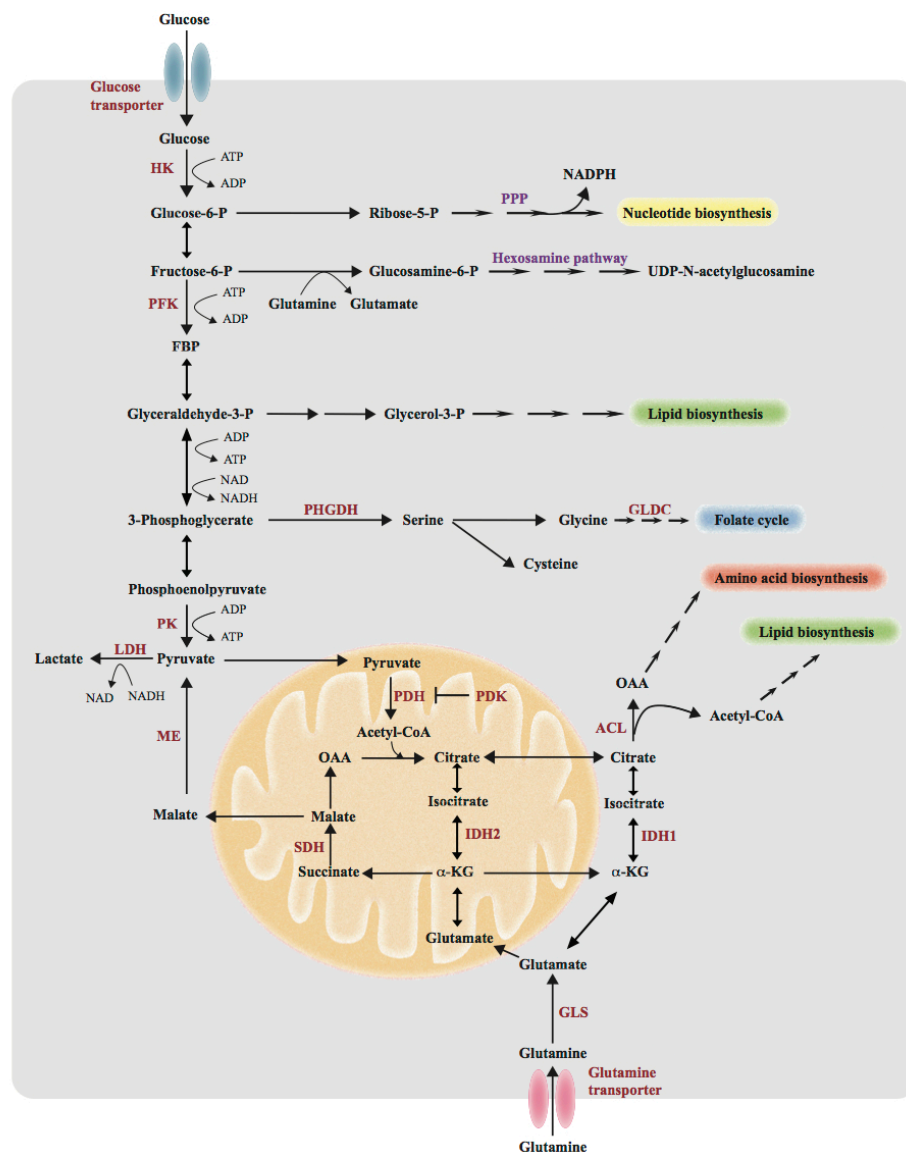 Glucose
Glucose
transporter
Glucose
HK
ATP
ADP
NADPH
Glucose-6-P
Ribose-5-P
PPP
Nucleotide biosynthesis
Fructose-6-P
Glucosamine-6-P
Hexosamine pathway
UDP-N-acetylglucosamine
PFK
ATP
ADP
Glutamine
Glutamate
FBP
Glyceraldehyde-3-P
Glycerol-3-P
Lipid biosynthesis
ADP
ATP
NAD
NADH
3-Phosphoglycerate
PHGDH
Serine
Glycine
GLDC
Folate cycle
Cysteine
Phosphoenolpyruvate
Amino acid biosynthesis
PK
ADP
ATP
Lipid biosynthesis
Lactate
LDH
Pyruvate
Pyruvate
NAD
NADH
PDH
PDK
OAA
Acetyl-CoA
ME
Acetyl-CoA
ACL
OAA
Citrate
Citrate
Isocitrate
Isocitrate
Malate
Malate
IDH2
IDH1
SDH
Succinate
α-KG
α-KG
Glutamate
Glutamate
GLS
Glutamine
Glutamine
transporter
Glutamine